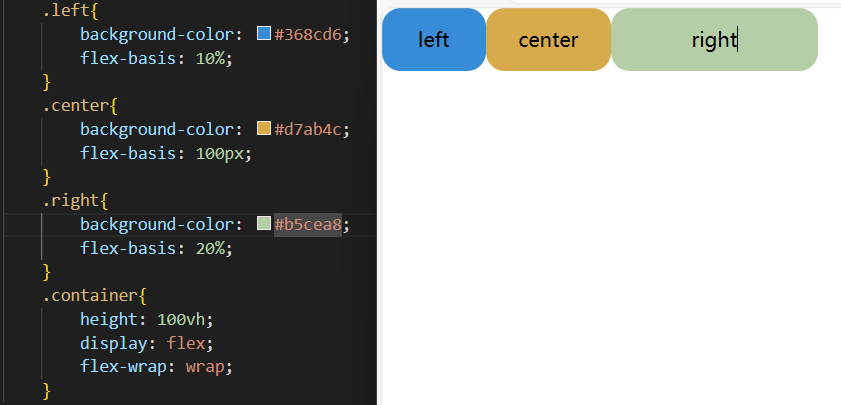 .left{
background-color: #368cd6;
flex-basis: 10%;
}
.center{
background-color: #d7ab4c;
flex-basis: 100px;
}
.right{
background-color: #b5cea8;
flex-basis: 20%;
}
.container{
height: 100vh;
display: flex;
flex-wrap: wrap;
}
left center right